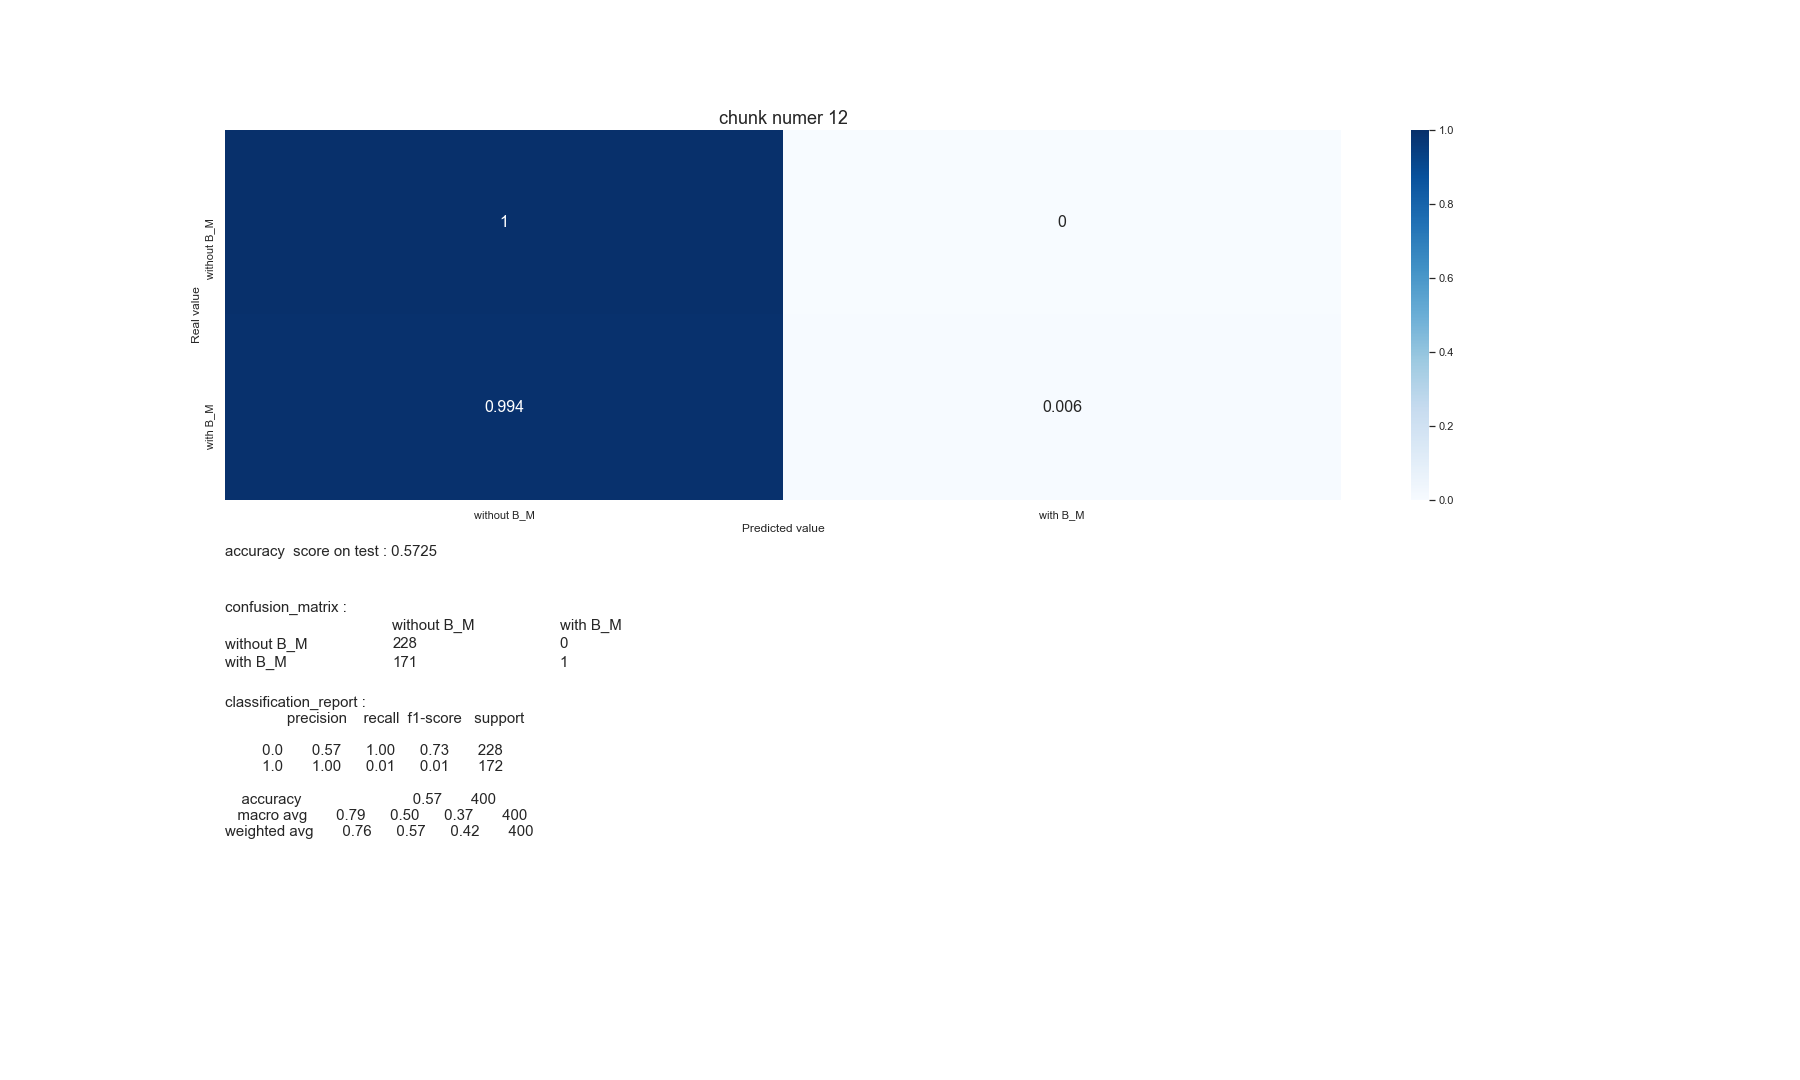 chunk numer 12
1.0
0.8
0.6
0.4
0.2
0.0
Real value
without B_M
with B_M
1 0
0.994 0.006
without B_M with B_M
Predicted value
accuracy  score on test : 0.5725
confusion_matrix :
without B_M with B_M
without B_M 228 0
with B_M 171 1
classification_report :
precision recall f1-score support
0.0 0.57 1.00 0.73 228
1.0 1.00 0.01 0.01 172
accuracy 0.57 400
macro avg 0.79 0.50 0.37 400
weighted avg 0.76 0.57 0.42 400